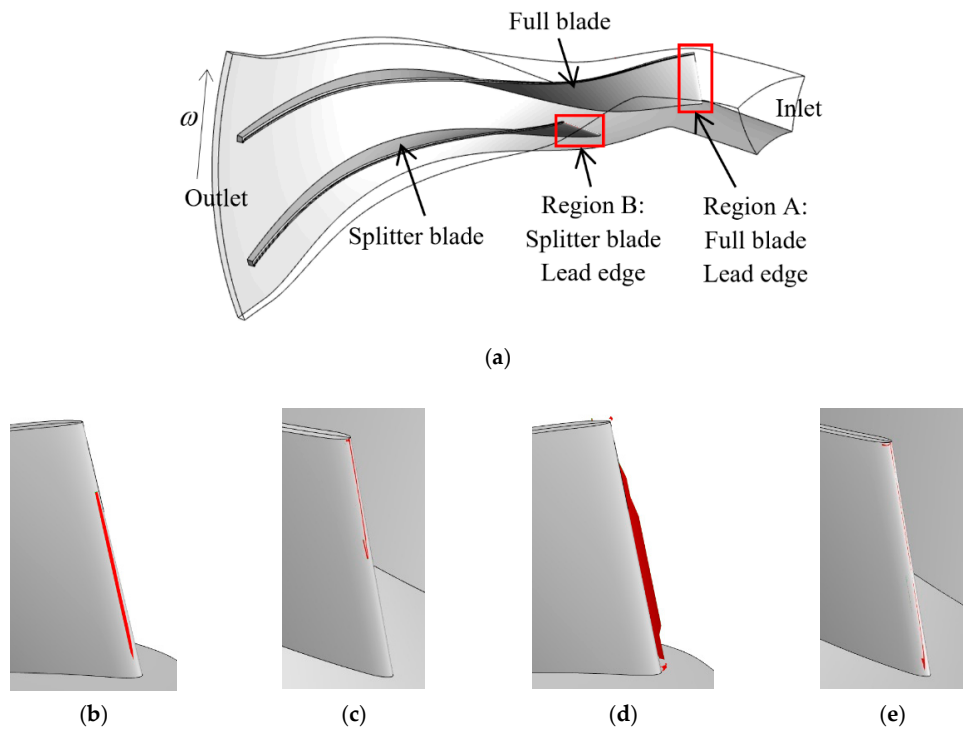 Full blade
Inlet
ω
Outlet
Splitter blade
Region B:
Splitter blade
Lead edge
Region A:
Full blade
Lead edge
(a)
(b)
(c)
(d)
(e)